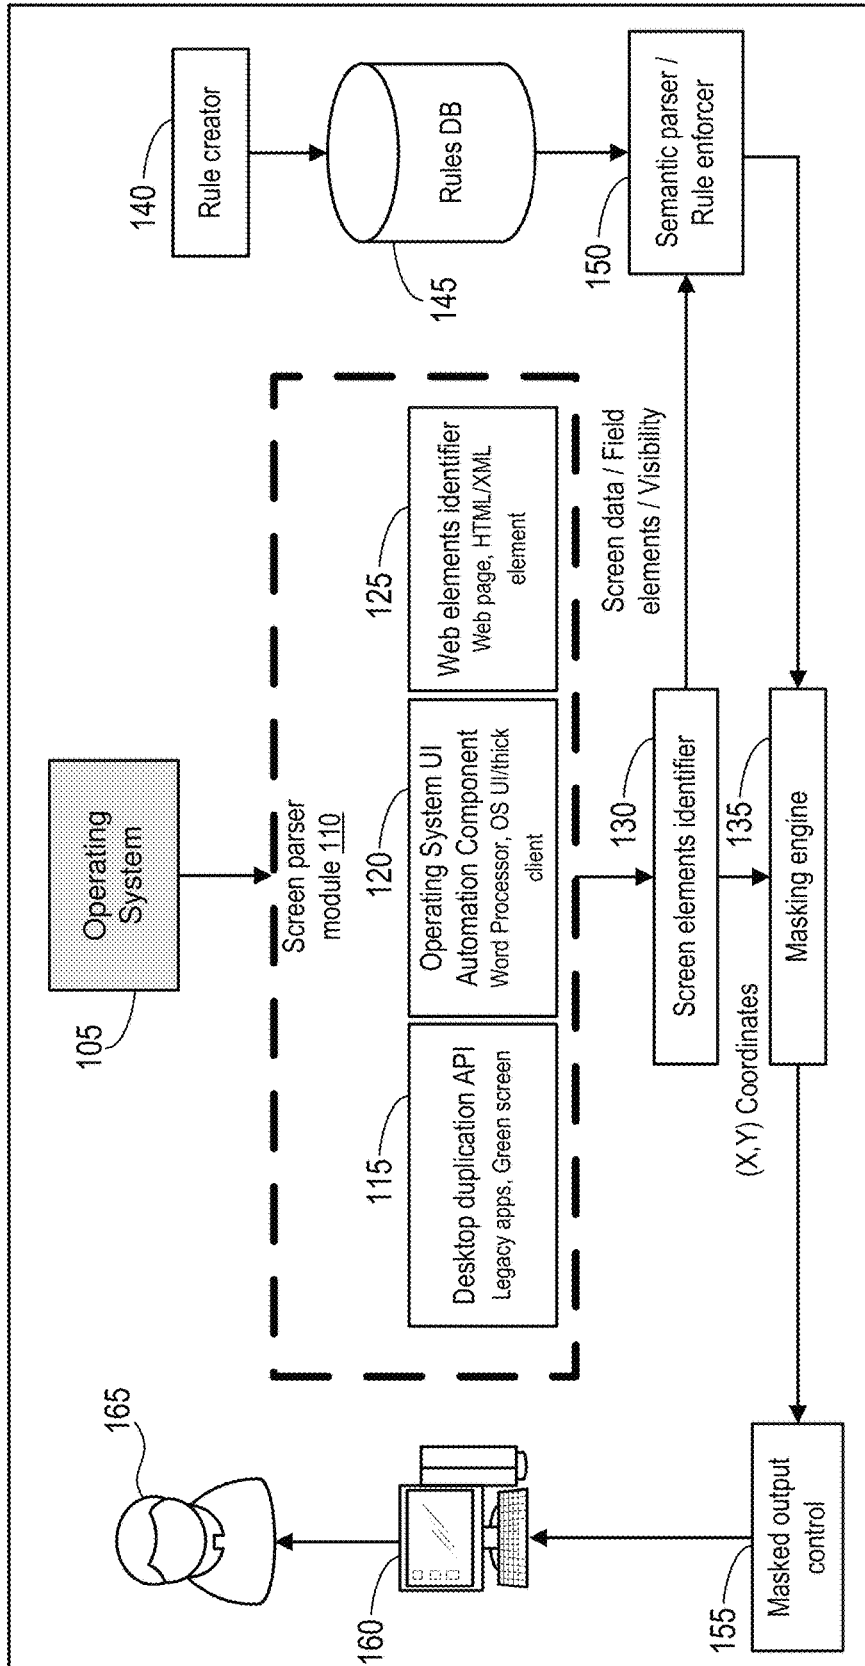 165
160
Masked output
control
155
Operating
System
105
Screen parser
module 110
Desktop duplication API
Legacy apps, Green screen
115
Operating System UI
Automation Component
Word Processor, OS UI/thick
client
120
Web elements identifier
Web page, HTML/XML
element
125
Screen elements identifier
130
Screen data / Field
elements / Visibility
(X,Y) Coordinates
Masking engine
135
Rule creator
140
Rules DB
145
Semantic parser /
Rule enforcer
150